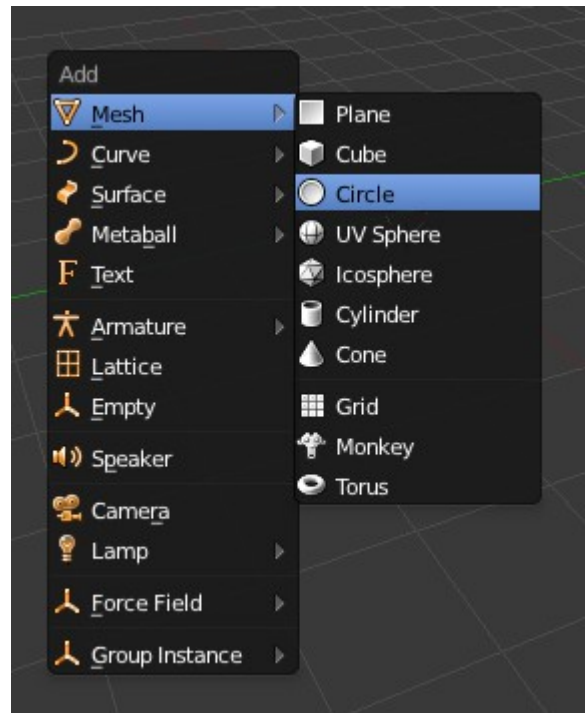 Add
Mesh
Curve
Surface
Metaball
Text
Armature
Lattice
Empty
Speaker
Camera
Lamp
Force Field
Group Instance
Plane
Cube
Circle
UV Sphere
Icosphere
Cylinder
Cone
Grid
Monkey
Torus